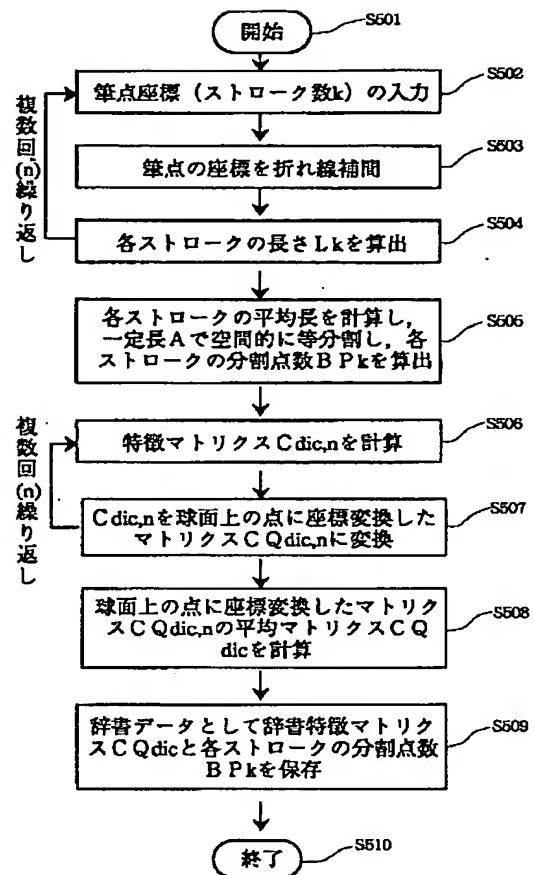 開始
S501
筆点座標（ストローク数k）の入力
S502
筆点の座標を折れ線補間
S503
各ストロークの長さLkを算出
S504
複数回(n)繰り返し
各ストロークの平均長を計算し，
一定長Aで空間的に等分割し，各
ストロークの分割点数BPkを算出
S505
特徴マトリクスCdic,nを計算
S506
Cdic,nを球面上の点に座標変換した
マトリクスCQdic,nに変換
S507
複数回(n)繰り返し
球面上の点に座標変換したマトリク
スCQdic,nの平均マトリクスCQ
dicを計算
S508
辞書データとして辞書特徴マトリク
スCQdicと各ストロークの分割点数
BPkを保存
S509
終了
S510